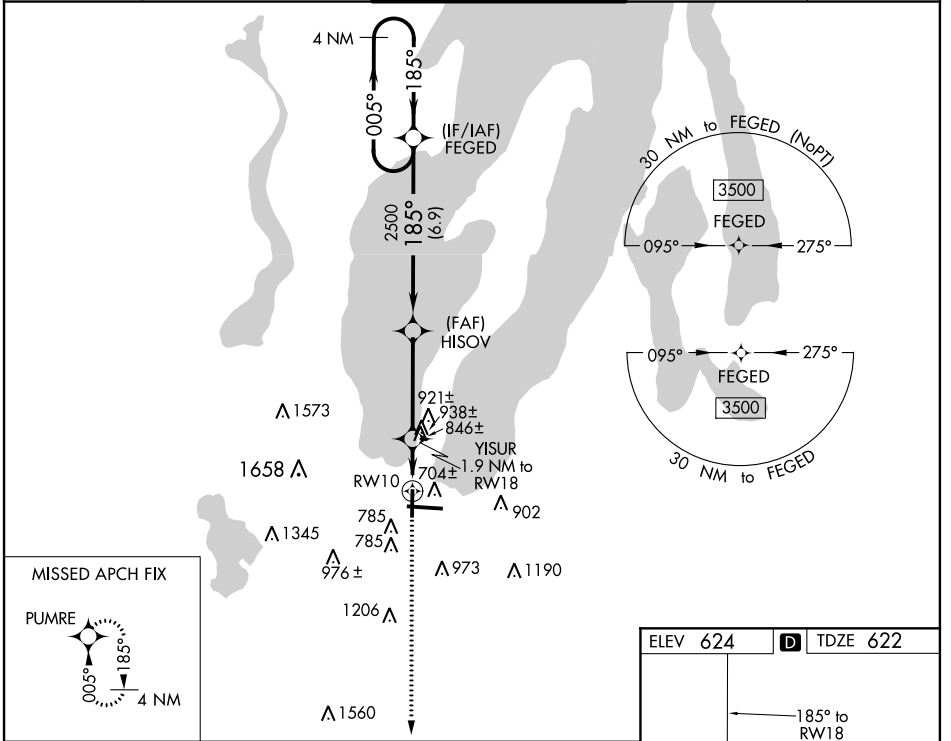 4 NM
005°
185°
(IF/IAF)
FEGED
2500
185°
(6.9)
(FAF)
HISOV
30 NM to FEGED (NoPT)
3500
FEGED
095°
275°
095°
275°
FEGED
3500
30 NM to FEGED
921±
938±
846±
1573
YISUR
1.9 NM to
RW18
1658
704±
RW10
902
785
1345
785
976 ±
973
1190
1206
1560
MISSED APCH FIX
PUMRE
005°
185°
4 NM
ELEV 624
D
TDZE 622
185° to
RW18